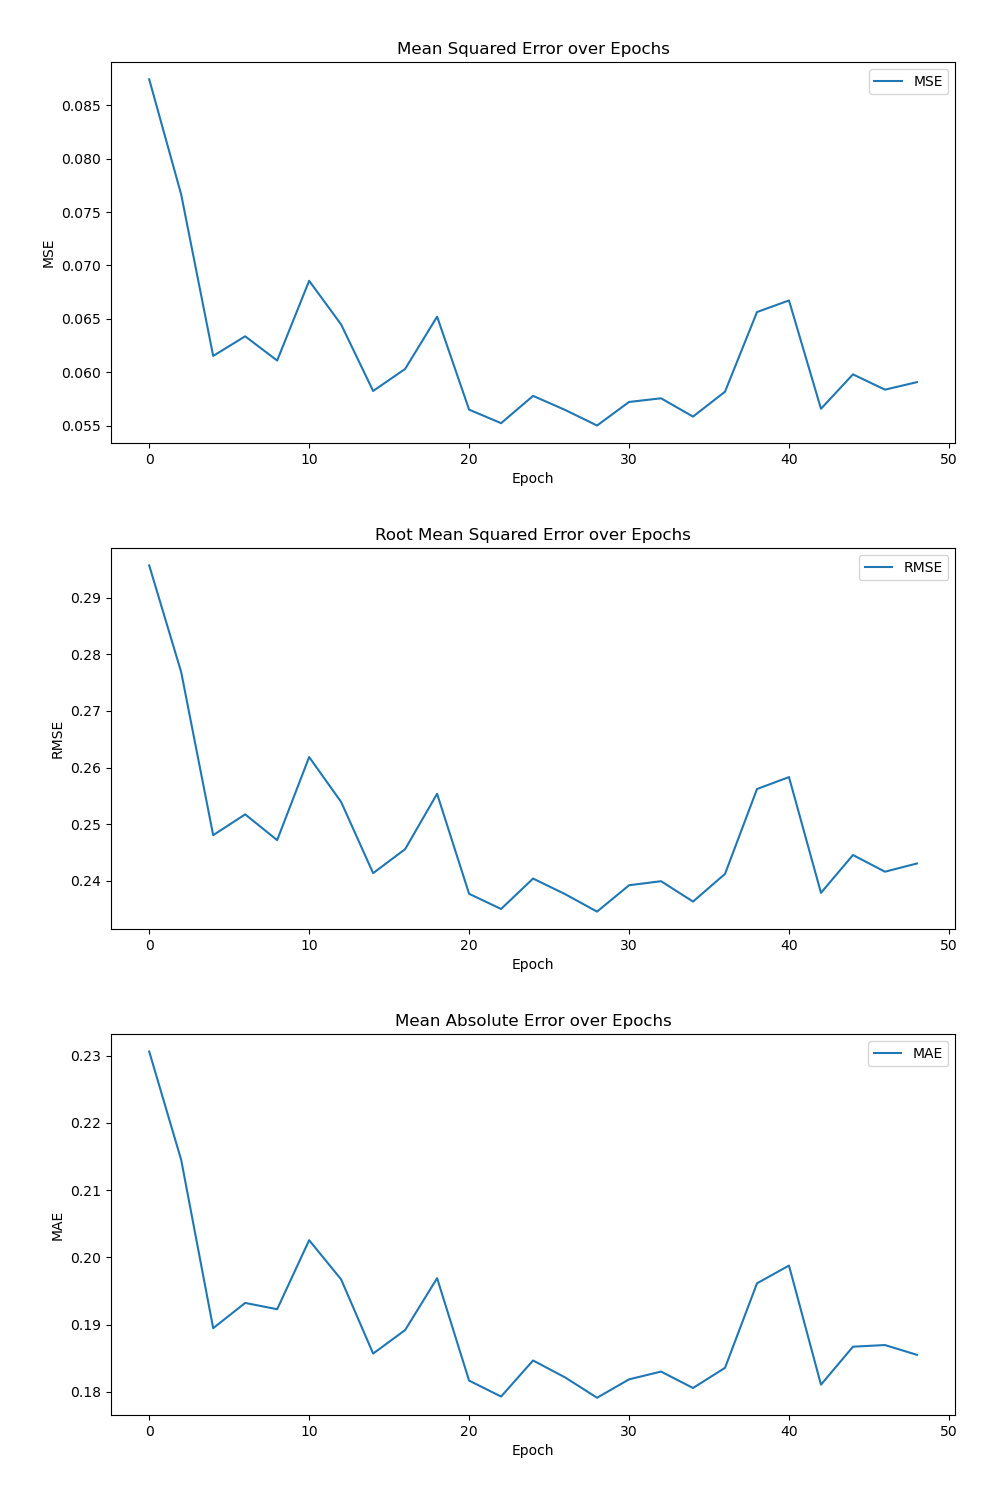 Mean Squared Error over Epochs
MSE
0.085
0.080
0.075
0.070
0.065
0.060
0.055
MSE
0 10 20 30 40 50
Epoch
Root Mean Squared Error over Epochs
RMSE
0.29
0.28
0.27
0.26
0.25
0.24
RMSE
0 10 20 30 40 50
Epoch
Mean Absolute Error over Epochs
MAE
0.23
0.22
0.21
0.20
0.19
0.18
MAE
0 10 20 30 40 50
Epoch